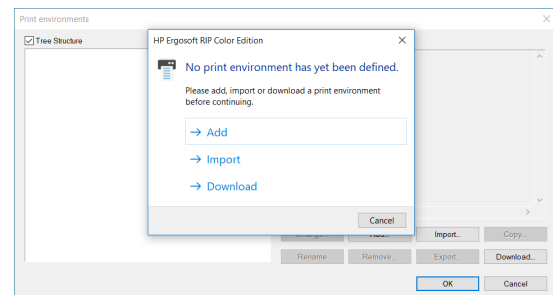 Print environments
Tree Structure
HP Ergosoft RIP Color Edition
No print environment has yet been defined.
Please add, import or download a print environment
before continuing.
→ Add
→ Import
→ Download
Cancel
Import... Copy...
Rename Remove... Export... Download...
OK Cancel